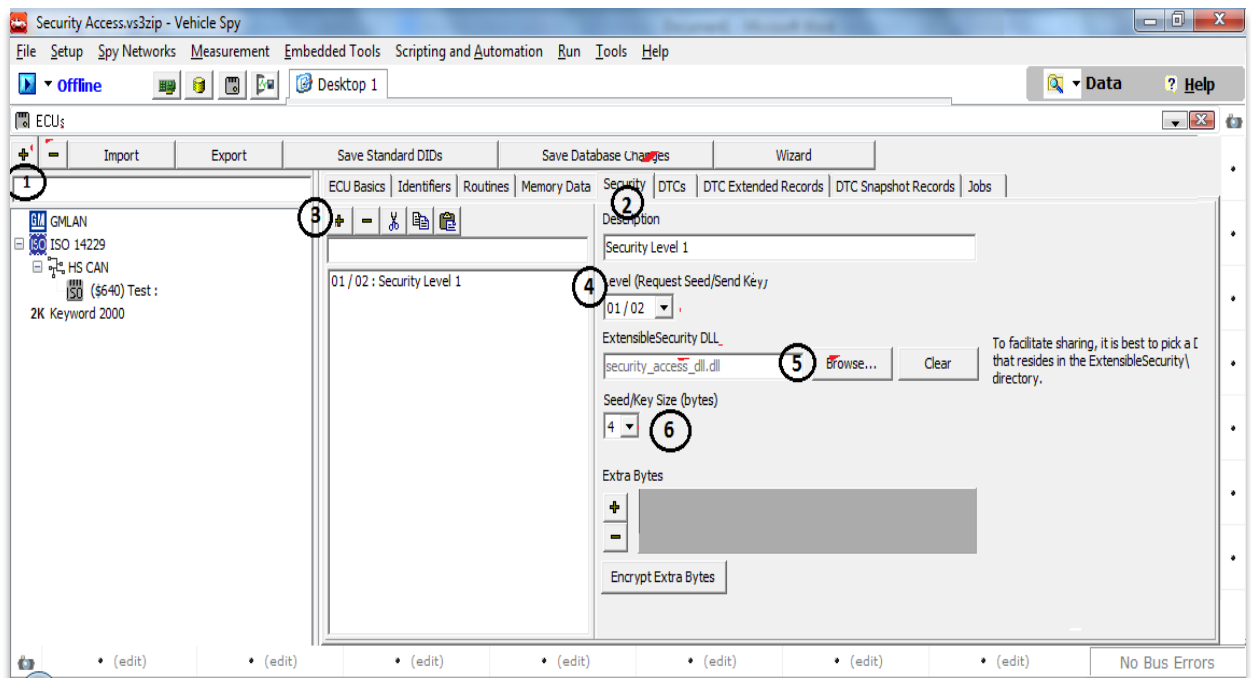 Security Access.vs3zip - Vehicle Spy
File Setup Spy Networks Measurement Embedded Tools Scripting and Automation Run Tools Help
Offline Desktop 1 Data ? Help
ECUs
Import Export Save Standard DIDs Save Database Changes Wizard
1
ECU Basics Identifiers Routines Memory Data Security DTCs DTC Extended Records DTC Snapshot Records Jobs
2
3
GM GMLAN
ISO ISO 14229
HS CAN
ISO ($640) Test :
2K Keyword 2000
01 / 02 : Security Level 1
Description
Security Level 1
4
Level (Request Seed/Send Key)
01 / 02
ExtensibleSecurity DLL
security_access_dll.dll 5 Browse... Clear
To facilitate sharing, it is best to pick a
that resides in the ExtensibleSecurity\
directory.
Seed/Key Size (bytes)
4 6
Extra Bytes
Encrypt Extra Bytes
(edit) (edit) (edit) (edit) (edit) (edit) (edit) No Bus Errors